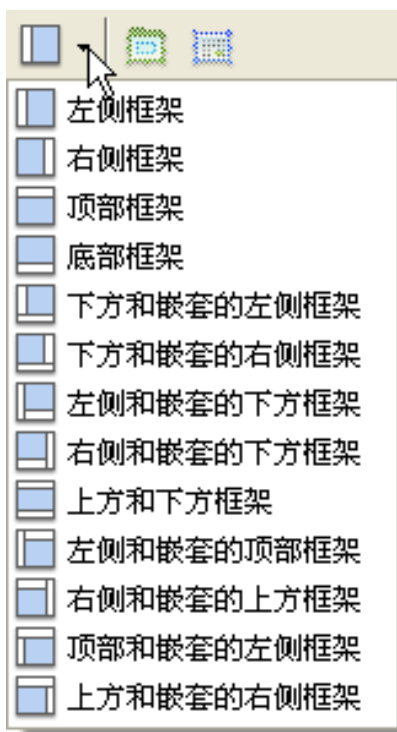 左侧框架
右侧框架
顶部框架
底部框架
下方和嵌套的左侧框架
下方和嵌套的右侧框架
左侧和嵌套的下方框架
右侧和嵌套的下方框架
上方和下方框架
左侧和嵌套的顶部框架
右侧和嵌套的上方框架
顶部和嵌套的左侧框架
上方和嵌套的右侧框架